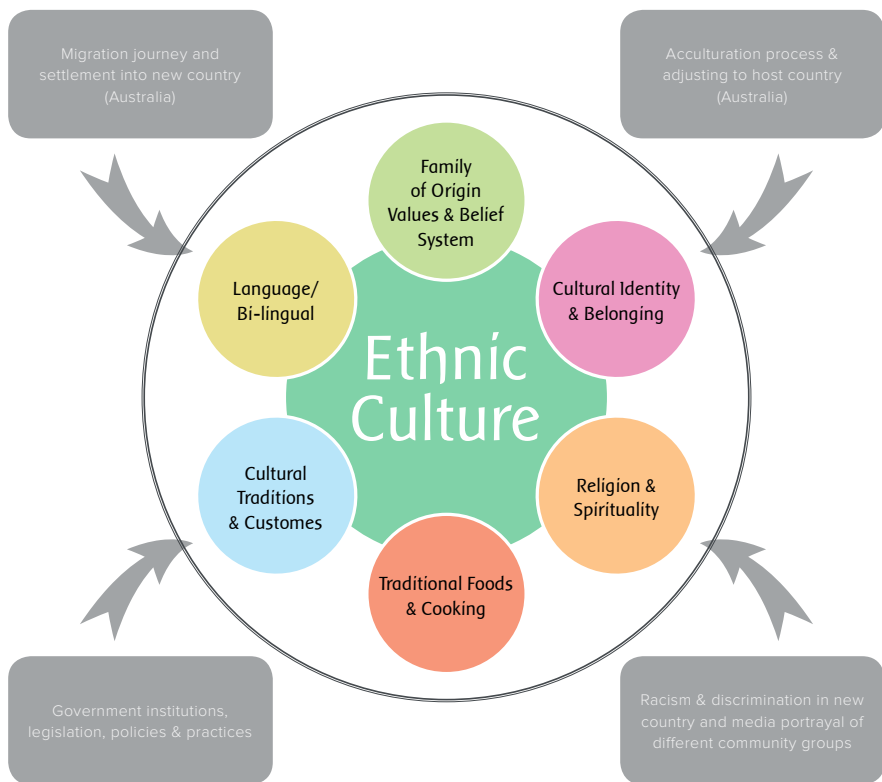 Migration journey and
settlement into new country
(Australia)
Acculturation process &
adjusting to host country
(Australia)
Family
of Origin
Values & Belief
System
Language/
Bi-lingual
Cultural Identity
& Belonging
Ethnic
Culture
Cultural
Traditions
& Customes
Religion &
Spirituality
Traditional Foods
& Cooking
Government institutions,
legislation, policies & practices
Racism & discrimination in new
country and media portrayal of
different community groups